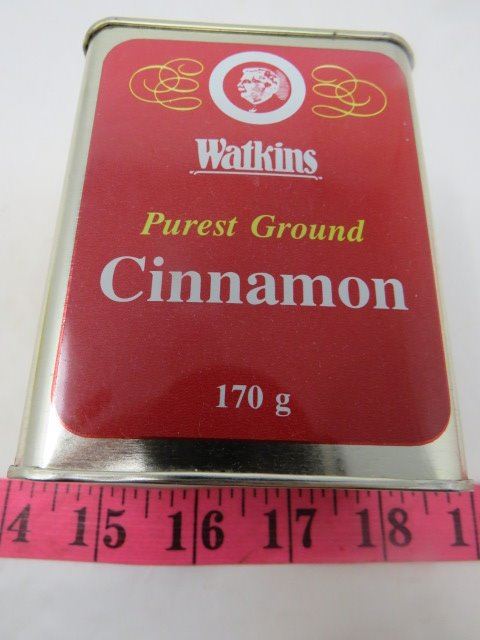 Watkins
Purest Ground
Cinnamon
170 g
4 15 16 17 18 1